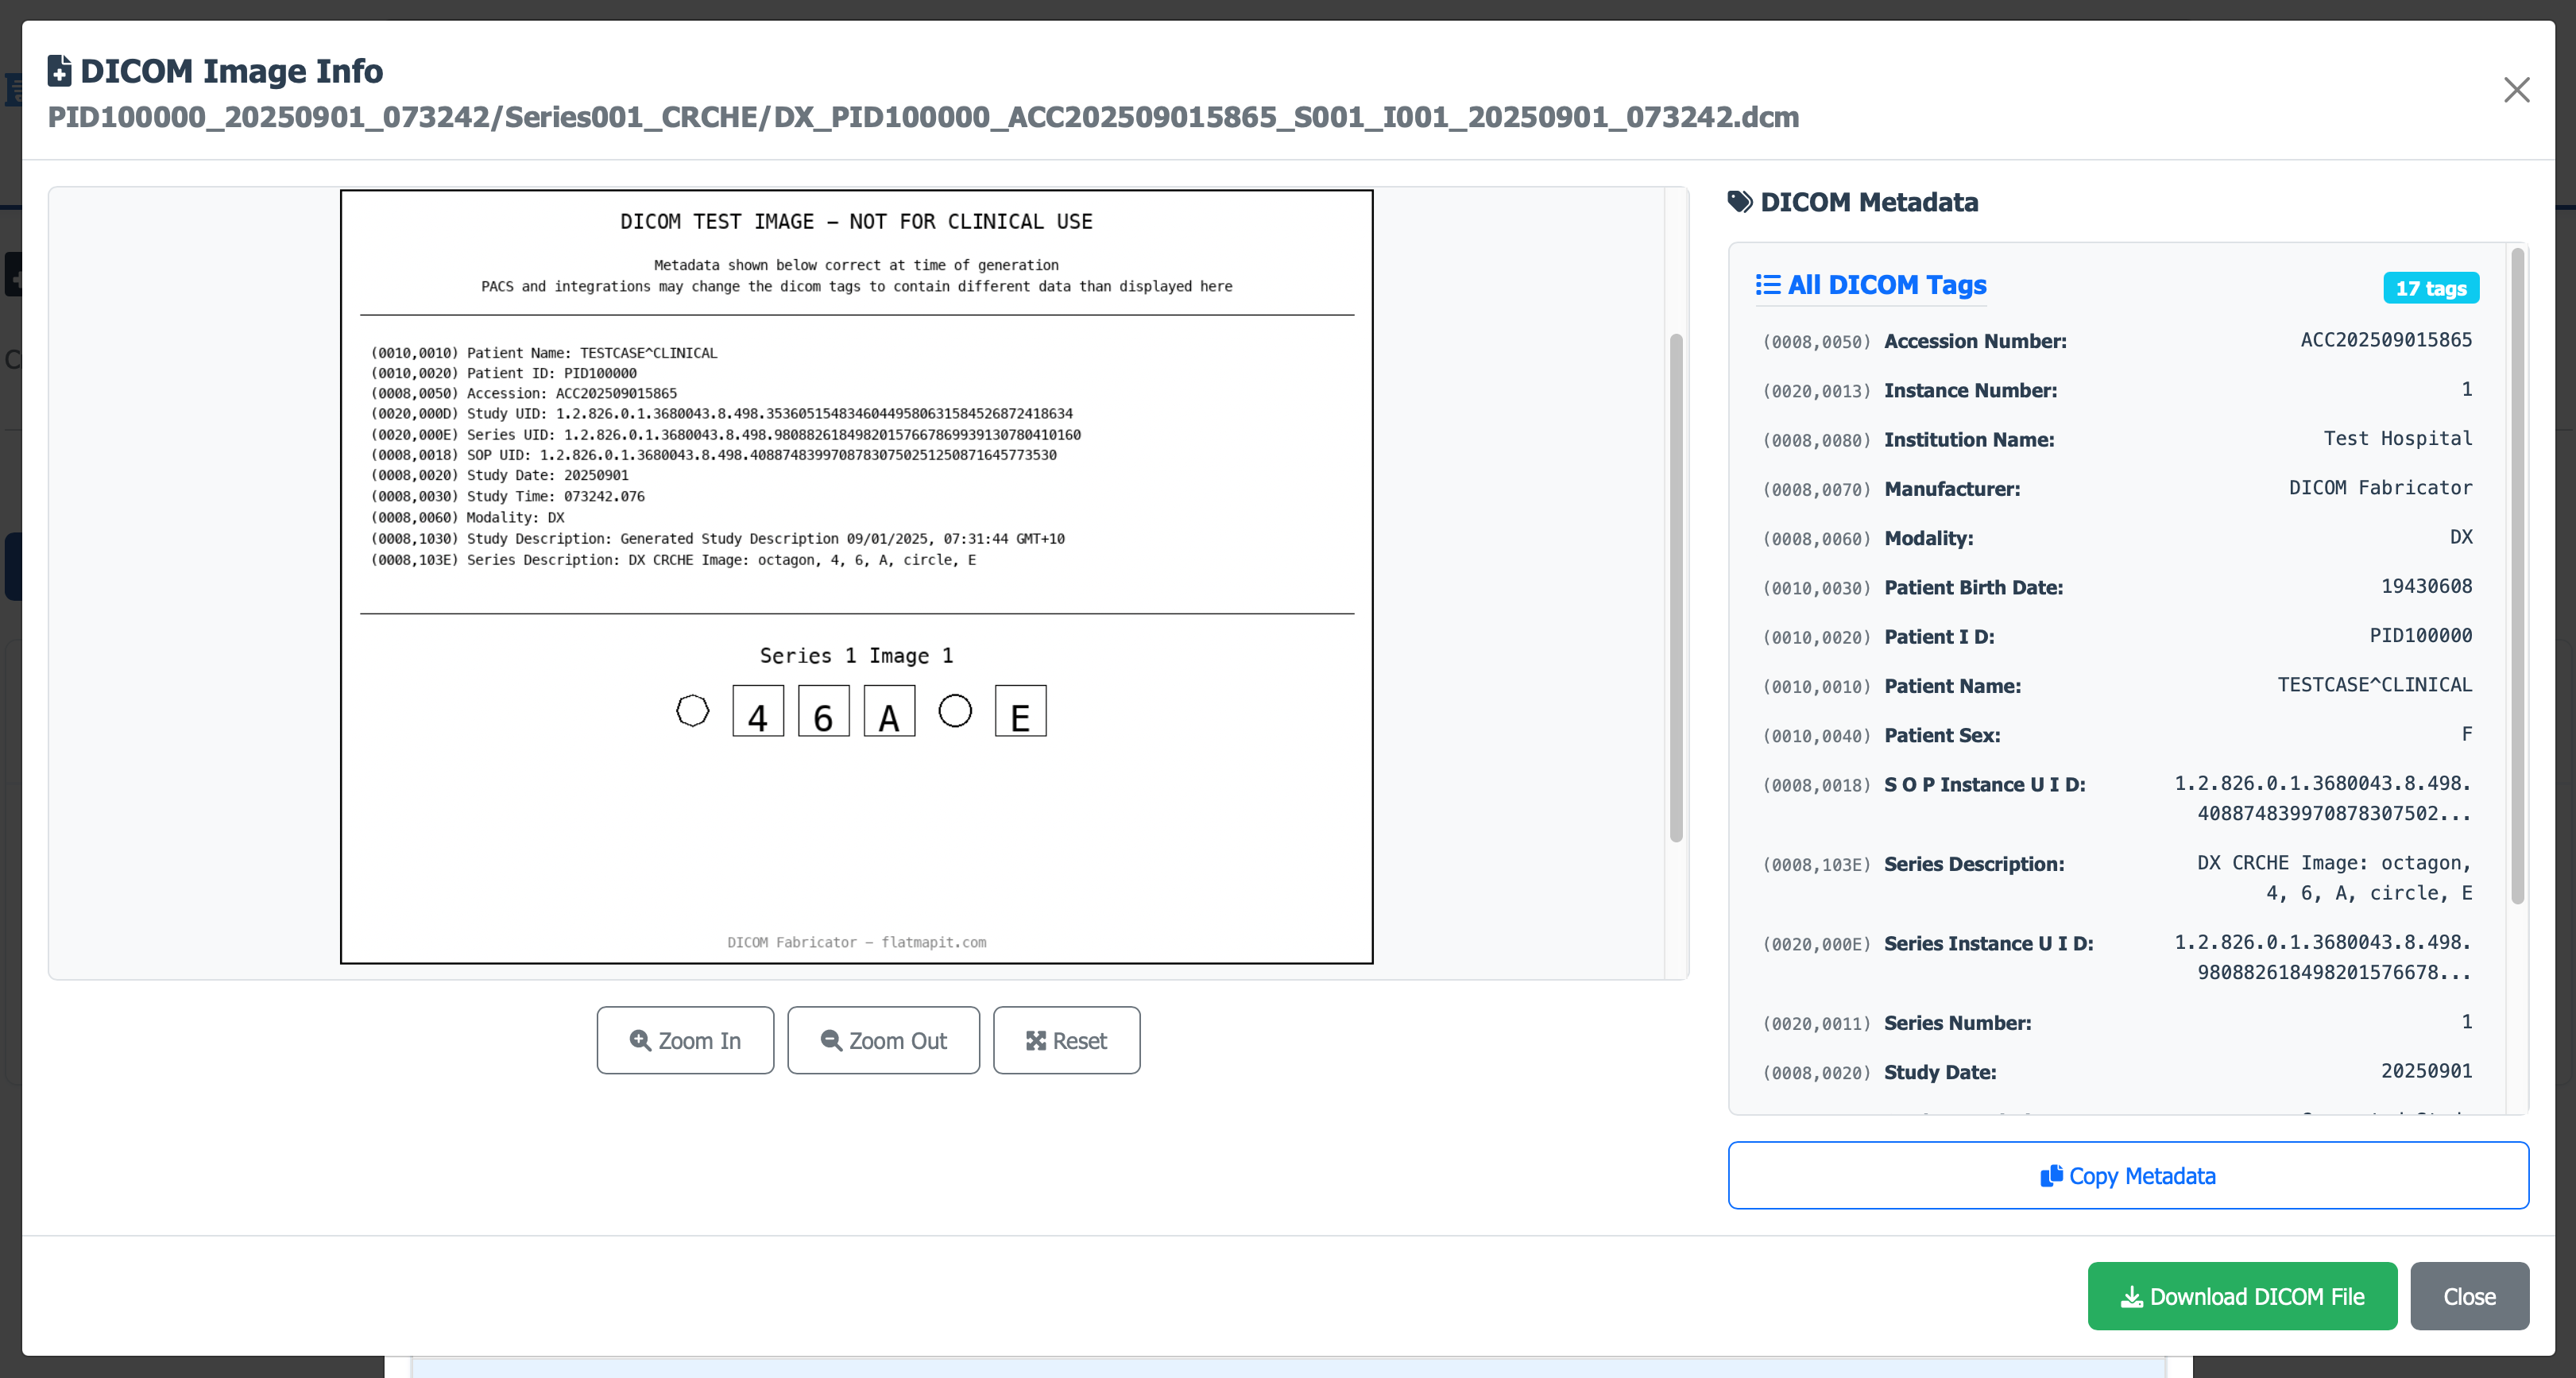 DICOM Image Info
PID100000_20250901_073242/Series001_CRCHE/DX_PID100000_ACC202509015865_S001_I001_20250901_073242.dcm
DICOM TEST IMAGE – NOT FOR CLINICAL USE
Metadata shown below correct at time of generation
PACS and integrations may change the dicom tags to contain different data than displayed here
(0010,0010) Patient Name: TESTCASE^CLINICAL
(0010,0020) Patient ID: PID100000
(0008,0050) Accession: ACC202509015865
(0020,000D) Study UID: 1.2.826.0.1.3680043.8.498.35360515483460449580631584526872418634
(0020,000E) Series UID: 1.2.826.0.1.3680043.8.498.98088261849820157667869939130780410160
(0008,0018) SOP UID: 1.2.826.0.1.3680043.8.498.40887483997087830750251250871645773530
(0008,0020) Study Date: 20250901
(0008,0030) Study Time: 073242.076
(0008,0060) Modality: DX
(0008,1030) Study Description: Generated Study Description 09/01/2025, 07:31:44 GMT+10
(0008,103E) Series Description: DX CRCHE Image: octagon, 4, 6, A, circle, E
Series 1 Image 1
4 6 A E
DICOM Fabricator – flatmapit.com
Zoom In
Zoom Out
Reset
DICOM Metadata
All DICOM Tags
17 tags
(0008,0050) Accession Number: ACC202509015865
(0020,0013) Instance Number: 1
(0008,0080) Institution Name: Test Hospital
(0008,0070) Manufacturer: DICOM Fabricator
(0008,0060) Modality: DX
(0010,0030) Patient Birth Date: 19430608
(0010,0020) Patient I D: PID100000
(0010,0010) Patient Name: TESTCASE^CLINICAL
(0010,0040) Patient Sex: F
(0008,0018) S O P Instance U I D: 1.2.826.0.1.3680043.8.498.
408874839970878307502...
(0008,103E) Series Description: DX CRCHE Image: octagon,
4, 6, A, circle, E
(0020,000E) Series Instance U I D: 1.2.826.0.1.3680043.8.498.
980882618498201576678...
(0020,0011) Series Number: 1
(0008,0020) Study Date: 20250901
Copy Metadata
Download DICOM File
Close